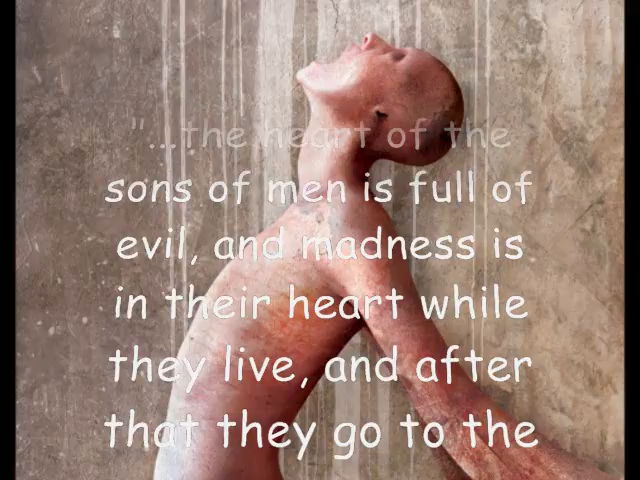 "...the heart of the
sons of men is full of
evil, and madness is
in their heart while
they live, and after
that they go to the